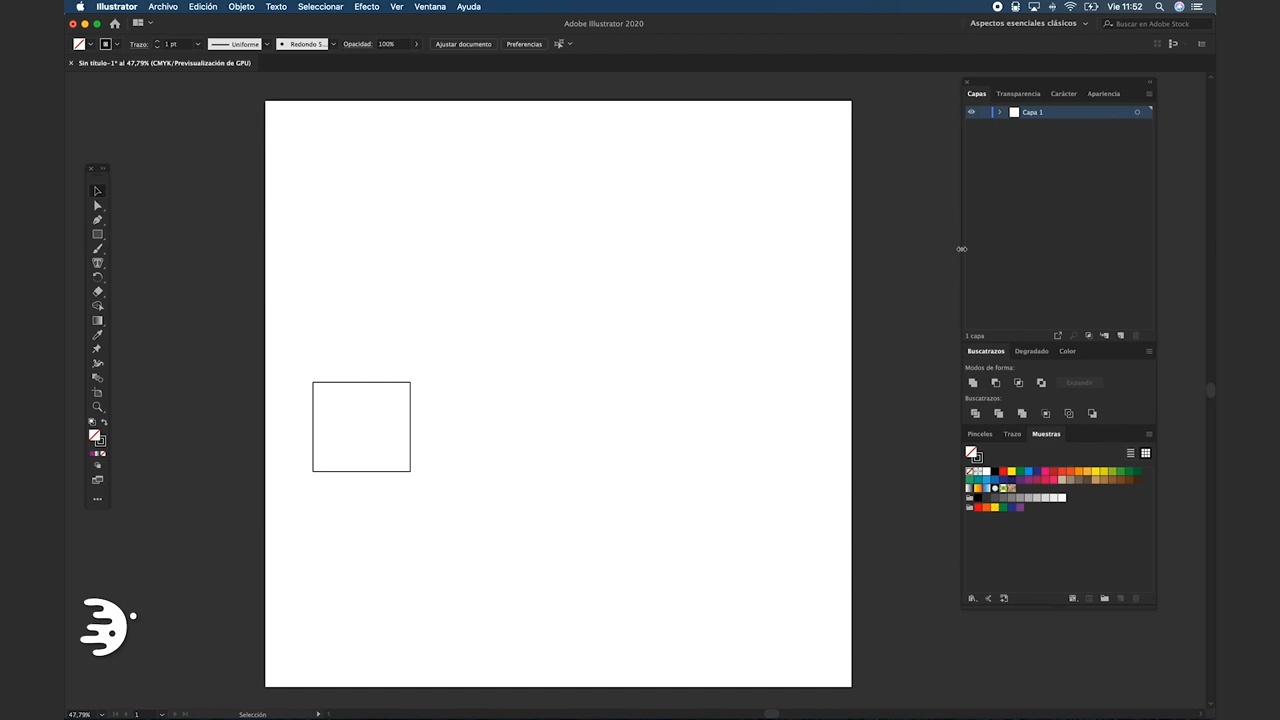 Illustrator Archivo Edición Objeto Texto Seleccionar Efecto Ver Ventana Ayuda Vie 11:52
Adobe Illustrator 2020 Aspectos esenciales clásicos Buscar en Adobe Stock
Trazo: 1 pt Uniforme Redondo 5... Opacidad: 100% Ajustar documento Preferencias
Sin título-1* al 47,79% (CMYK/Previsualización de GPU)
Capas Transparencia Carácter Apariencia
Capa 1
1 capa
Buscatrazos Degradado Color
Modos de forma:
Expandir
Buscatrazos:
Pinceles Trazo Muestras
47,79% 1 Selección